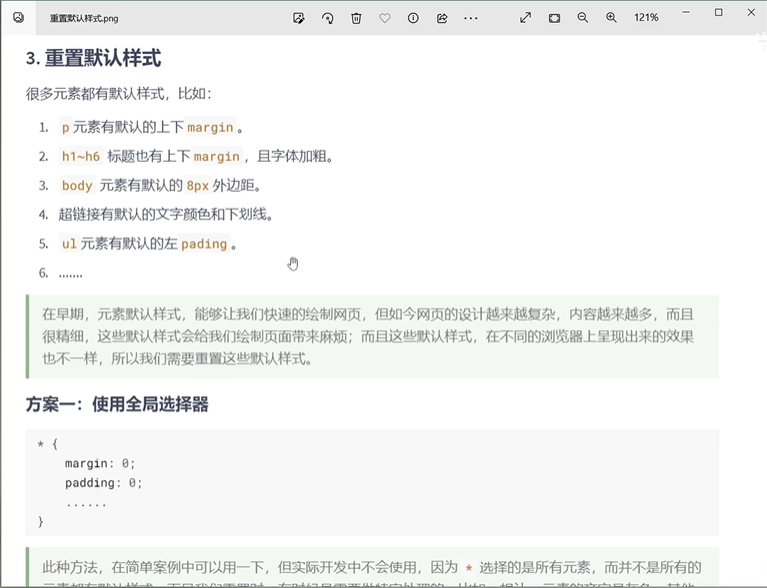 重置默认样式.png
121%
3. 重置默认样式
很多元素都有默认样式，比如：
1. p 元素有默认的上下 margin 。
2. h1~h6 标题也有上下 margin ，且字体加粗。
3. body 元素有默认的 8px 外边距。
4. 超链接有默认的文字颜色和下划线。
5. ul 元素有默认的左 pading 。
6. .......
在早期，元素默认样式，能够让我们快速的绘制网页，但如今网页的设计越来越复杂，内容越来越多，而且
很精细，这些默认样式会给我们绘制页面带来麻烦；而且这些默认样式，在不同的浏览器上呈现出来的效果
也不一样，所以我们需要重置这些默认样式。
方案一：使用全局选择器
* {
margin: 0;
padding: 0;
......
}
此种方法，在简单案例中可以用一下，但实际开发中不会使用，因为 * 选择的是所有元素，而并不是所有的